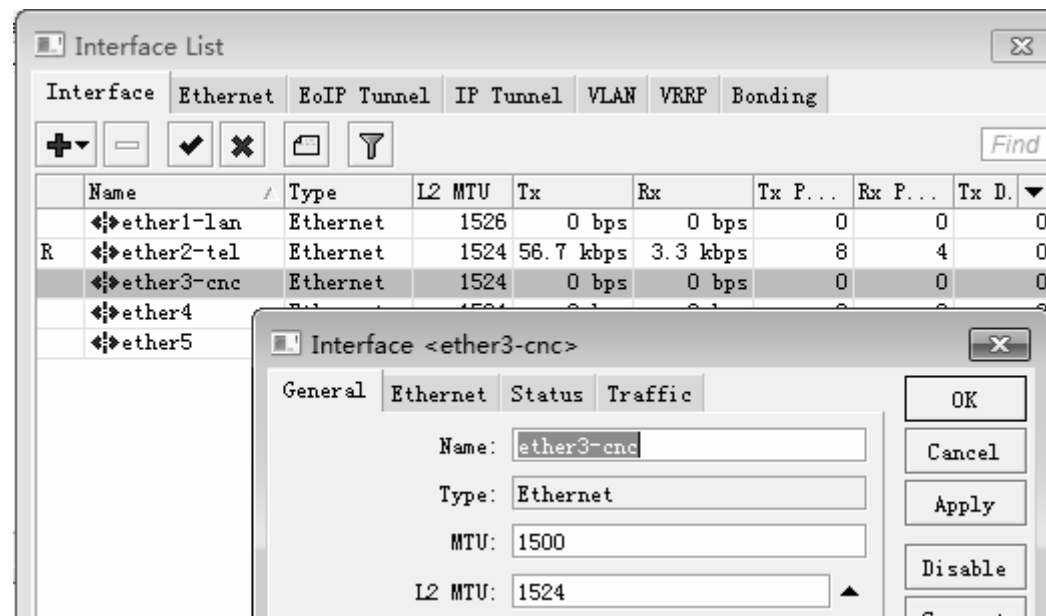 Interface List
Interface Ethernet EoIP Tunnel IP Tunnel VLAN VRRP Bonding
Find
Name Type L2 MTU Tx Rx Tx P... Rx P... Tx D.
ether1-lan Ethernet 1526 0 bps 0 bps 0 0 0
R ether2-tel Ethernet 1524 56.7 kbps 3.3 kbps 8 4 0
ether3-cnc Ethernet 1524 0 bps 0 bps 0 0 0
ether4
ether5
Interface <ether3-cnc>
General Ethernet Status Traffic
OK
Name: ether3-cnc
Cancel
Type: Ethernet
Apply
MTU: 1500
Disable
L2 MTU: 1524